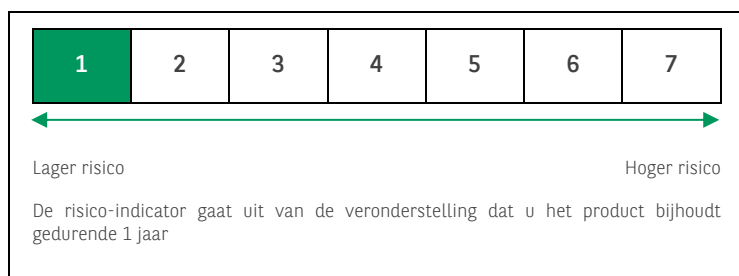 1 2 3 4 5 6 7
Lager risico Hoger risico
De risico-indicator gaat uit van de veronderstelling dat u het product bijhoudt
gedurende 1 jaar